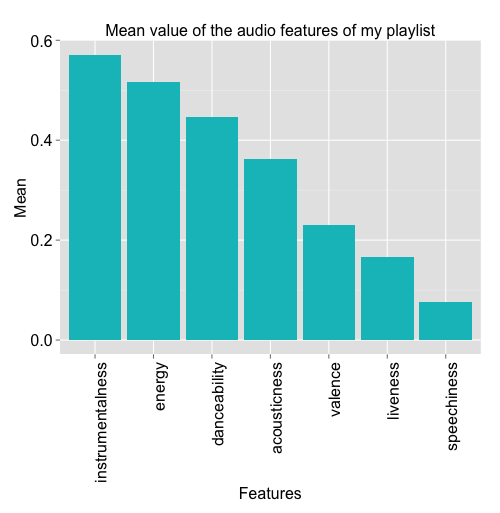 Mean value of the audio features of my playlist
0.6
0.4
0.2
0.0
Mean
instrumentalness
energy
danceability
acousticness
valence
liveness
speechiness
Features